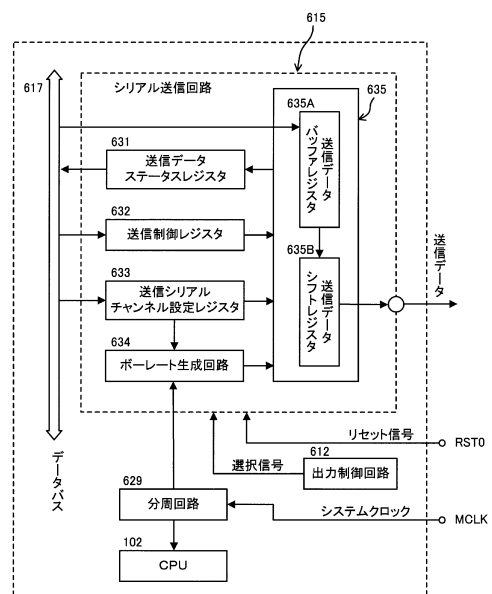 615
617
シリアル送信回路
635
635A
送信データ
バッファレジスタ
631
送信データ
ステータスレジスタ
632
送信制御レジスタ
635B
送信データ
シフトレジスタ
送信データ
633
送信シリアル
チャンネル設定レジスタ
634
ボーレート生成回路
リセット信号
RST0
データバス
選択信号
612
出力制御回路
629
分周回路
システムクロック
MCLK
102
CPU